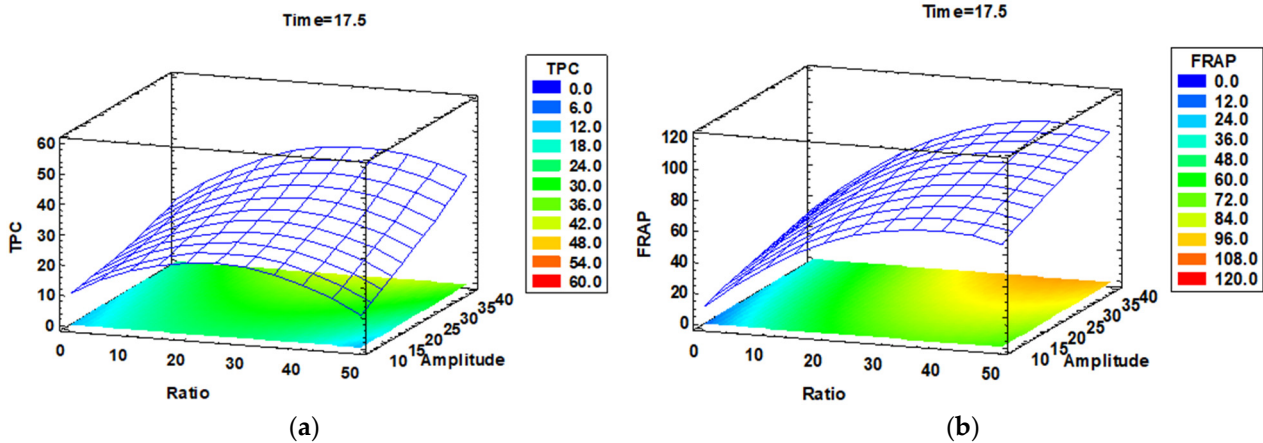 Time=17.5
TPC
0.0
6.0
12.0
18.0
24.0
30.0
36.0
42.0
48.0
54.0
60.0
60
50
40
30
20
10
0
TPC
0 10 20 30 40 50
Ratio
10 15 20 25 30 35 40
Amplitude
(a)
Time=17.5
FRAP
0.0
12.0
24.0
36.0
48.0
60.0
72.0
84.0
96.0
108.0
120.0
120
100
80
60
40
20
0
FRAP
0 10 20 30 40 50
Ratio
10 15 20 25 30 35 40
Amplitude
(b)